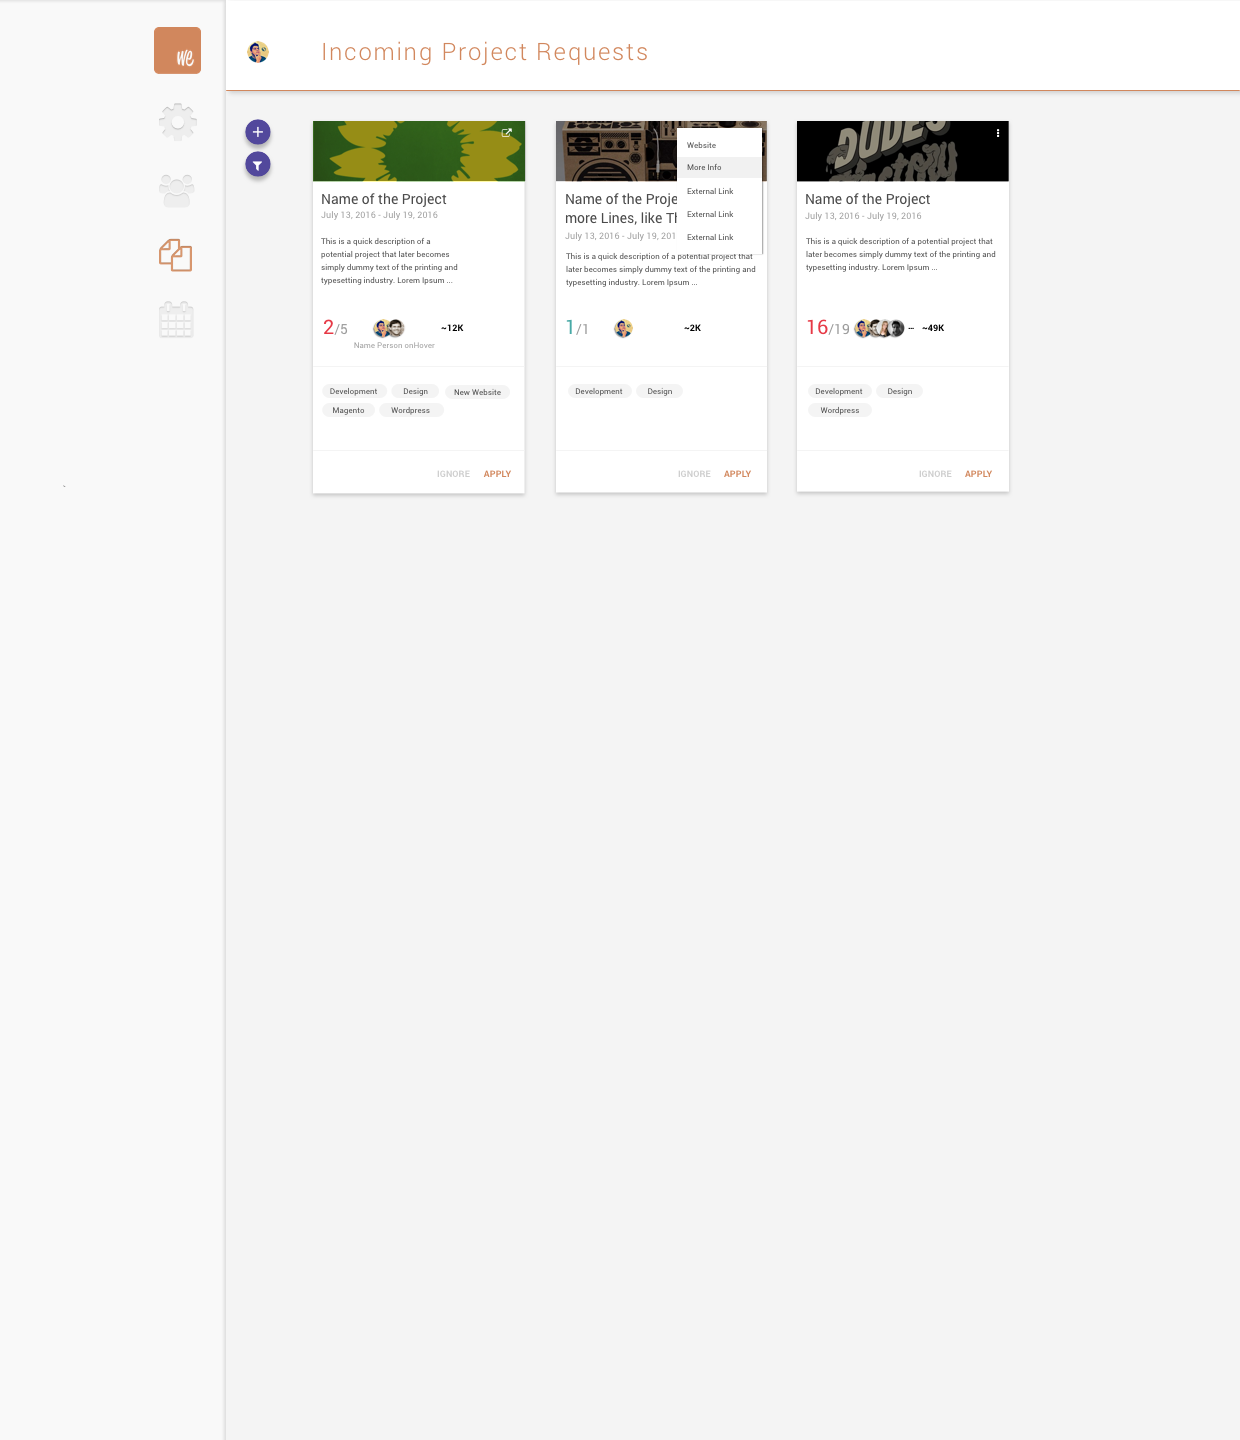 we
Incoming Project Requests
Name of the Project
July 13, 2016 - July 19, 2016
This is a quick description of a
potential project that later becomes
simply dummy text of the printing and
typesetting industry. Lorem Ipsum ...
2/5
~12K
Name Person onHover
Development
Design
New Website
Magento
Wordpress
IGNORE
APPLY
Website
More Info
External Link
External Link
External Link
Name of the Proje
more Lines, like Th
July 13, 2016 - July 19, 201
This is a quick description of a potential project that
later becomes simply dummy text of the printing and
typesetting industry. Lorem Ipsum ...
1/1
~2K
Development
Design
IGNORE
APPLY
DUDES
FACTORY
Name of the Project
July 13, 2016 - July 19, 2016
This is a quick description of a potential project that
later becomes simply dummy text of the printing and
typesetting industry. Lorem Ipsum ...
16/19
...
~49K
Development
Design
Wordpress
IGNORE
APPLY